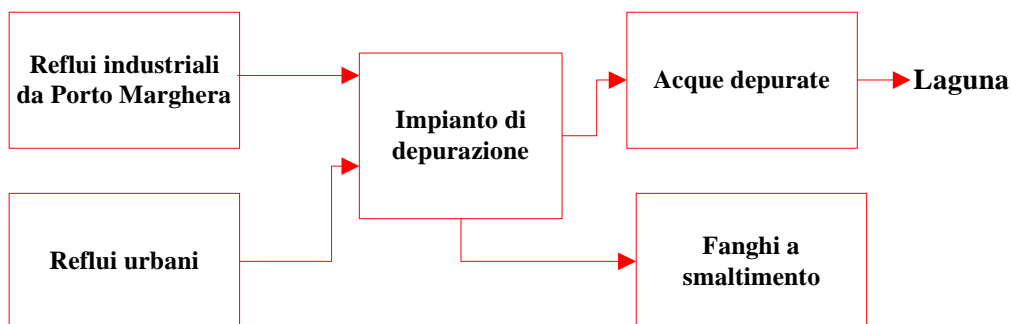 Reflui industriali
da Porto Marghera
Impianto di
depurazione
Acque depurate
Laguna
Reflui urbani
Fanghi a
smaltimento